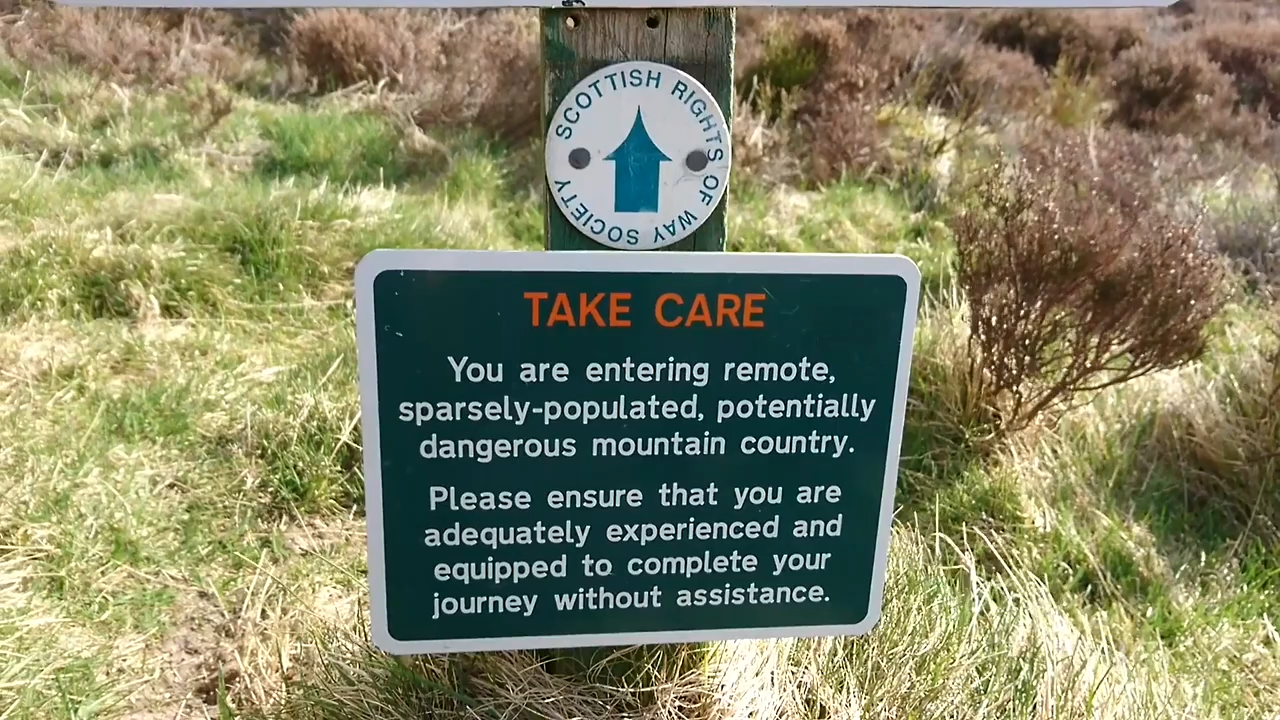 SCOTTISH RIGHTS OF WAY SOCIETY
TAKE CARE
You are entering remote,
sparsely-populated, potentially
dangerous mountain country.
Please ensure that you are
adequately experienced and
equipped to complete your
journey without assistance.